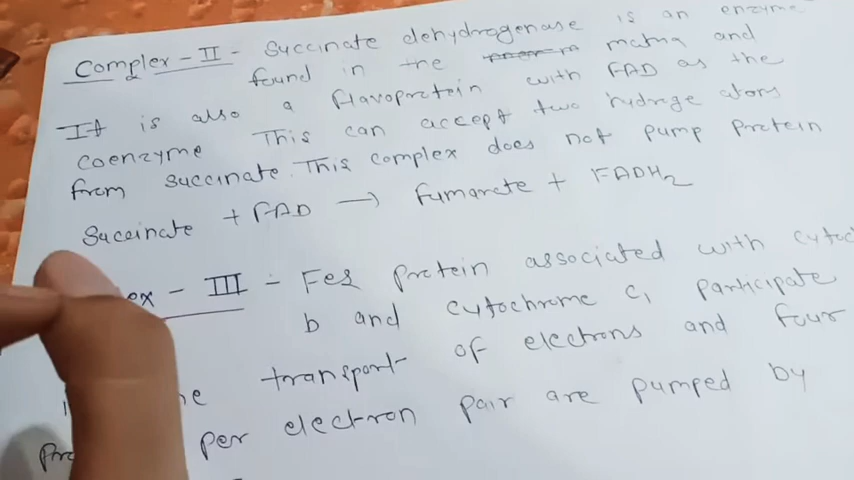 Complex - II - Succinate dehydrogenase is an enzyme
found in the matrix and
It is also a flavoprotein with FAD as the
coenzyme This can accept two hydroge atoms
from succinate. This complex does not pump protein
Succinate + FAD → fumarate + FADH2
ex - III - Fes protein associated with cytoc
b and cytochrome c1 participate
transport of electrons and four
per electron pair are pumped by